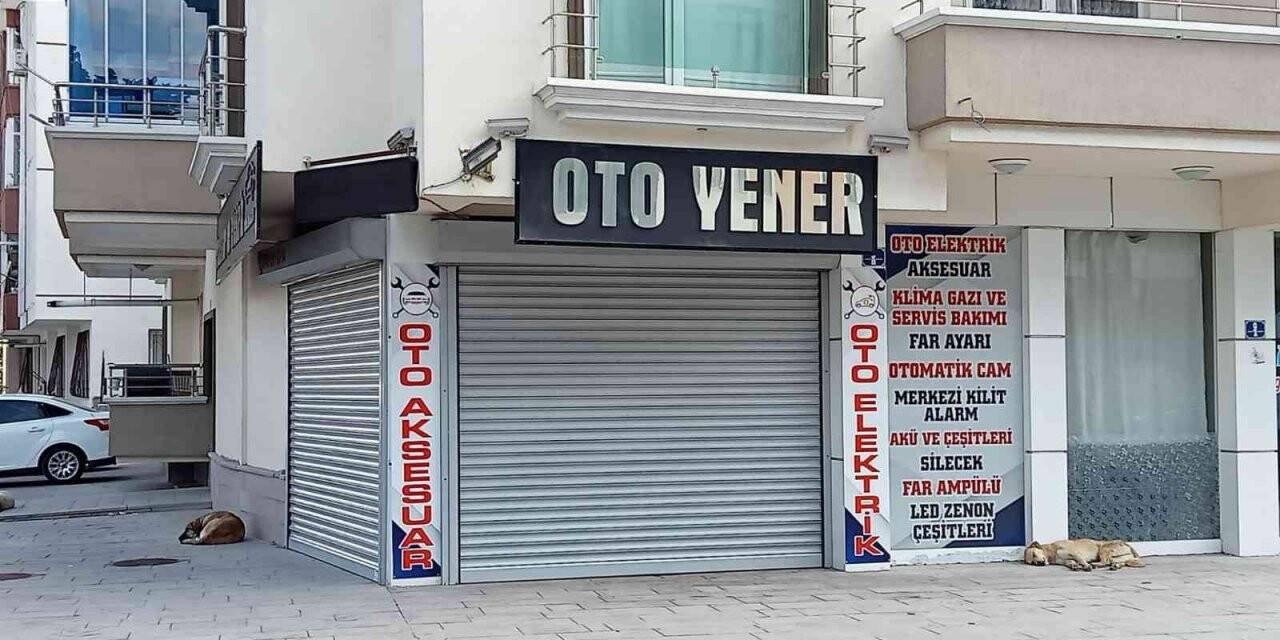 OTO YENER
OTO AKSESUAR
OTO ELEKTRİK
OTO ELEKTRİK
AKSESUAR
KLİMA GAZI VE
SERVİS BAKIMI
FAR AYARI
OTOMATİK CAM
MERKEZİ KİLİT
ALARM
AKÜ VE ÇEŞİTLERİ
SİLECEK
FAR AMPÜLÜ
LED ZENON
ÇEŞİTLERİ